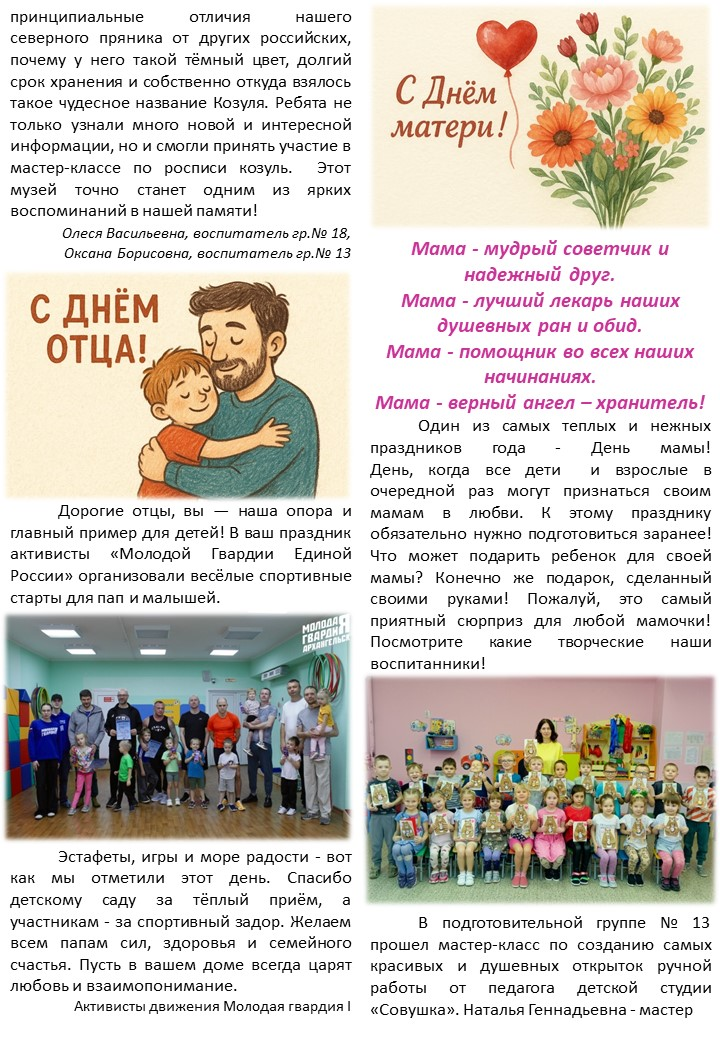 принципиальные отличия нашего
северного пряника от других российских,
почему у него такой тёмный цвет, долгий
срок хранения и собственно откуда взялось
такое чудесное название Козуля. Ребята не
только узнали много новой и интересной
информации, но и смогли принять участие в
мастер-классе по росписи козуль. Этот
музей точно станет одним из ярких
воспоминаний в нашей памяти!
Олеся Васильевна, воспитатель гр.№ 18,
Оксана Борисовна, воспитатель гр.№ 13
С ДНЁМ
ОТЦА!
Дорогие отцы, вы — наша опора и
главный пример для детей! В ваш праздник
активисты «Молодой Гвардии Единой
России» организовали весёлые спортивные
старты для пап и малышей.
МОЛОДАЯ
ГВАРДИЯ
АРХАНГЕЛЬСК
Эстафеты, игры и море радости - вот
как мы отметили этот день. Спасибо
детскому саду за тёплый приём, а
участникам - за спортивный задор. Желаем
всем папам сил, здоровья и семейного
счастья. Пусть в вашем доме всегда царят
любовь и взаимопонимание.
Активисты движения Молодая гвардия I
С Днём
матери!
Мама - мудрый советчик и
надежный друг.
Мама - лучший лекарь наших
душевных ран и обид.
Мама - помощник во всех наших
начинаниях.
Мама - верный ангел – хранитель!
Один из самых теплых и нежных
праздников года - День мамы!
День, когда все дети и взрослые в
очередной раз могут признаться своим
мамам в любви. К этому празднику
обязательно нужно подготовиться заранее!
Что может подарить ребенок для своей
мамы? Конечно же подарок, сделанный
своими руками! Пожалуй, это самый
приятный сюрприз для любой мамочки!
Посмотрите какие творческие наши
воспитанники!
В подготовительной группе № 13
прошел мастер-класс по созданию самых
красивых и душевных открыток ручной
работы от педагога детской студии
«Совушка». Наталья Геннадьевна - мастер